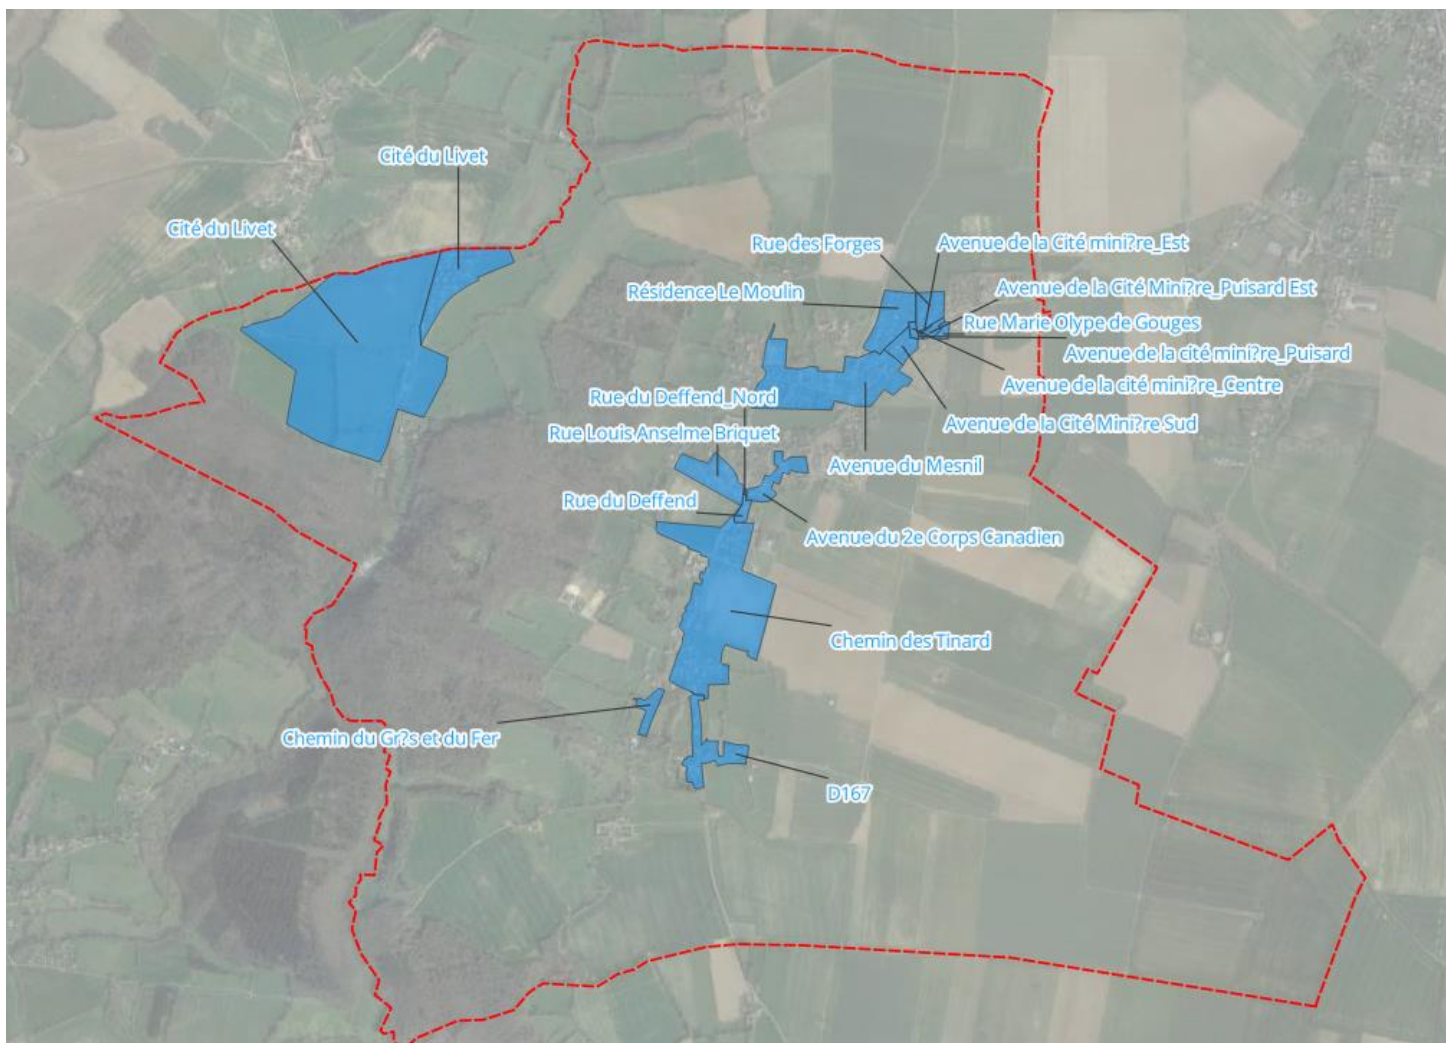 Cité du Livet
Cité du Livet
Rue des Forges
Avenue de la Cité mini?re_Est
Résidence Le Moulin
Avenue de la Cité Mini?re_Puisard Est
Rue Marie Olype de Gouges
Avenue de la cité mini?re_Puisard
Avenue de la cité mini?re_Centre
Rue du Deffend_Nord
Avenue de la Cité Mini?re Sud
Rue Louis Anselme Briquet
Avenue du Mesnil
Rue du Deffend
Avenue du 2e Corps Canadien
Chemin des Tinard
Chemin du Gr?s et du Fer
D167